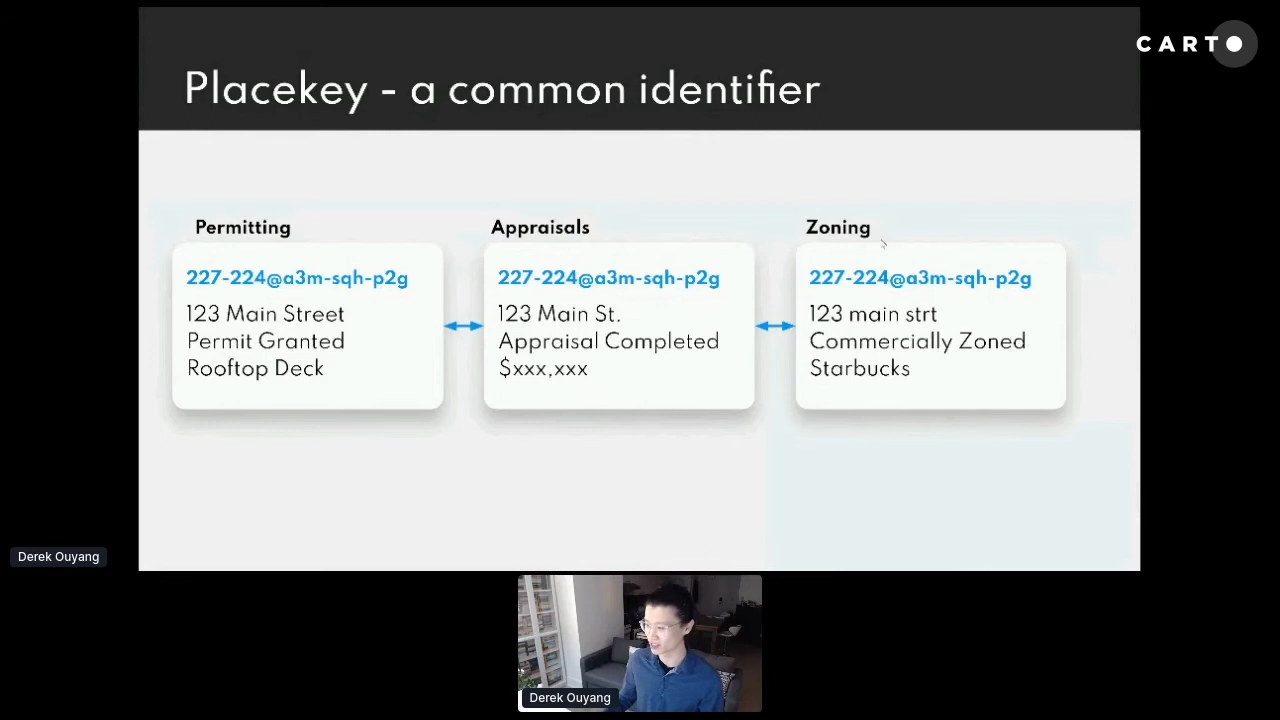 CARTO
Placekey - a common identifier
Permitting
227-224@a3m-sqh-p2g
123 Main Street
Permit Granted
Rooftop Deck
Appraisals
227-224@a3m-sqh-p2g
123 Main St.
Appraisal Completed
$xxx,xxx
Zoning
227-224@a3m-sqh-p2g
123 main strt
Commercially Zoned
Starbucks
Derek Ouyang
Derek Ouyang